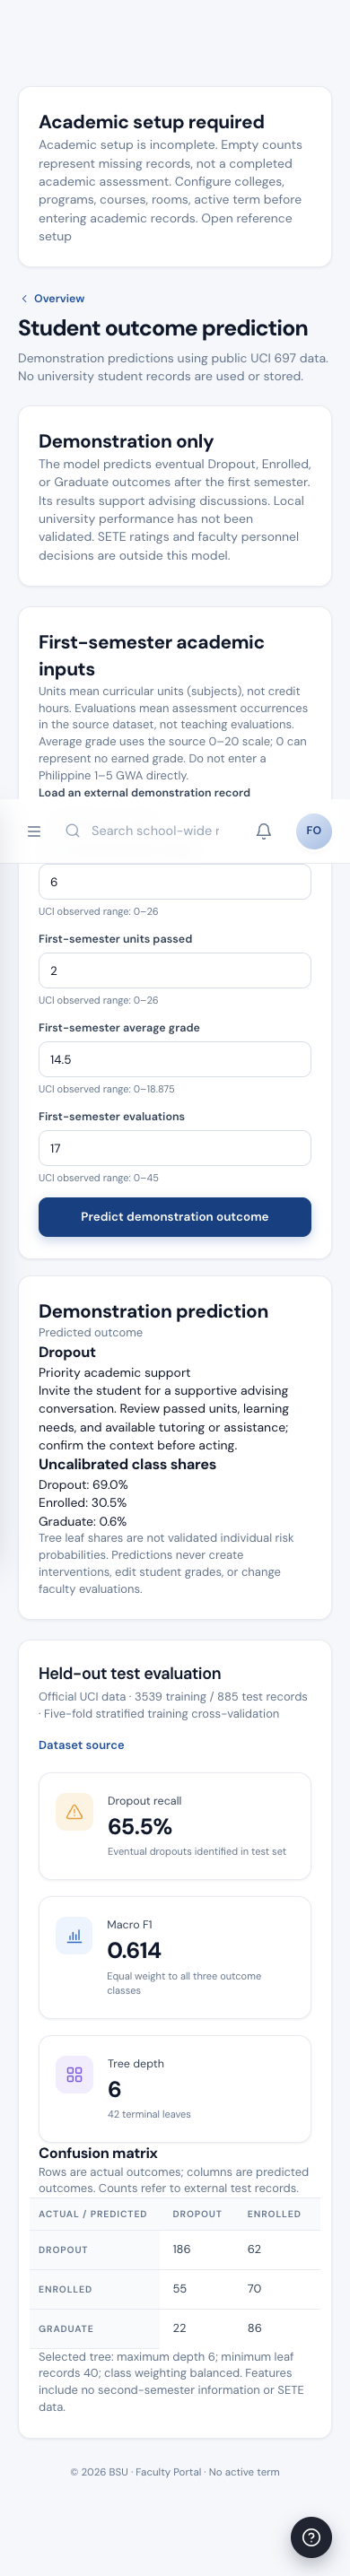 Academic setup required
Academic setup is incomplete. Empty counts
represent missing records, not a completed
academic assessment. Configure colleges,
programs, courses, rooms, active term before
entering academic records. Open reference
setup
Overview
Student outcome prediction
Demonstration predictions using public UCI 697 data.
No university student records are used or stored.
Demonstration only
The model predicts eventual Dropout, Enrolled,
or Graduate outcomes after the first semester.
Its results support advising discussions. Local
university performance has not been
validated. SETE ratings and faculty personnel
decisions are outside this model.
First-semester academic
inputs
Units mean curricular units (subjects), not credit
hours. Evaluations mean assessment occurrences
in the source dataset, not teaching evaluations.
Average grade uses the source 0–20 scale; 0 can
represent no earned grade. Do not enter a
Philippine 1–5 GWA directly.
Load an external demonstration record
Search school-wide r
FO
6
UCI observed range: 0–26
First-semester units passed
2
UCI observed range: 0–26
First-semester average grade
14.5
UCI observed range: 0–18.875
First-semester evaluations
17
UCI observed range: 0–45
Predict demonstration outcome
Demonstration prediction
Predicted outcome
Dropout
Priority academic support
Invite the student for a supportive advising
conversation. Review passed units, learning
needs, and available tutoring or assistance;
confirm the context before acting.
Uncalibrated class shares
Dropout: 69.0%
Enrolled: 30.5%
Graduate: 0.6%
Tree leaf shares are not validated individual risk
probabilities. Predictions never create
interventions, edit student grades, or change
faculty evaluations.
Held-out test evaluation
Official UCI data · 3539 training / 885 test records
· Five-fold stratified training cross-validation
Dataset source
Dropout recall
65.5%
Eventual dropouts identified in test set
Macro F1
0.614
Equal weight to all three outcome
classes
Tree depth
6
42 terminal leaves
Confusion matrix
Rows are actual outcomes; columns are predicted
outcomes. Counts refer to external test records.
ACTUAL / PREDICTED DROPOUT ENROLLED
DROPOUT 186 62
ENROLLED 55 70
GRADUATE 22 86
Selected tree: maximum depth 6; minimum leaf
records 40; class weighting balanced. Features
include no second-semester information or SETE
data.
© 2026 BSU · Faculty Portal · No active term